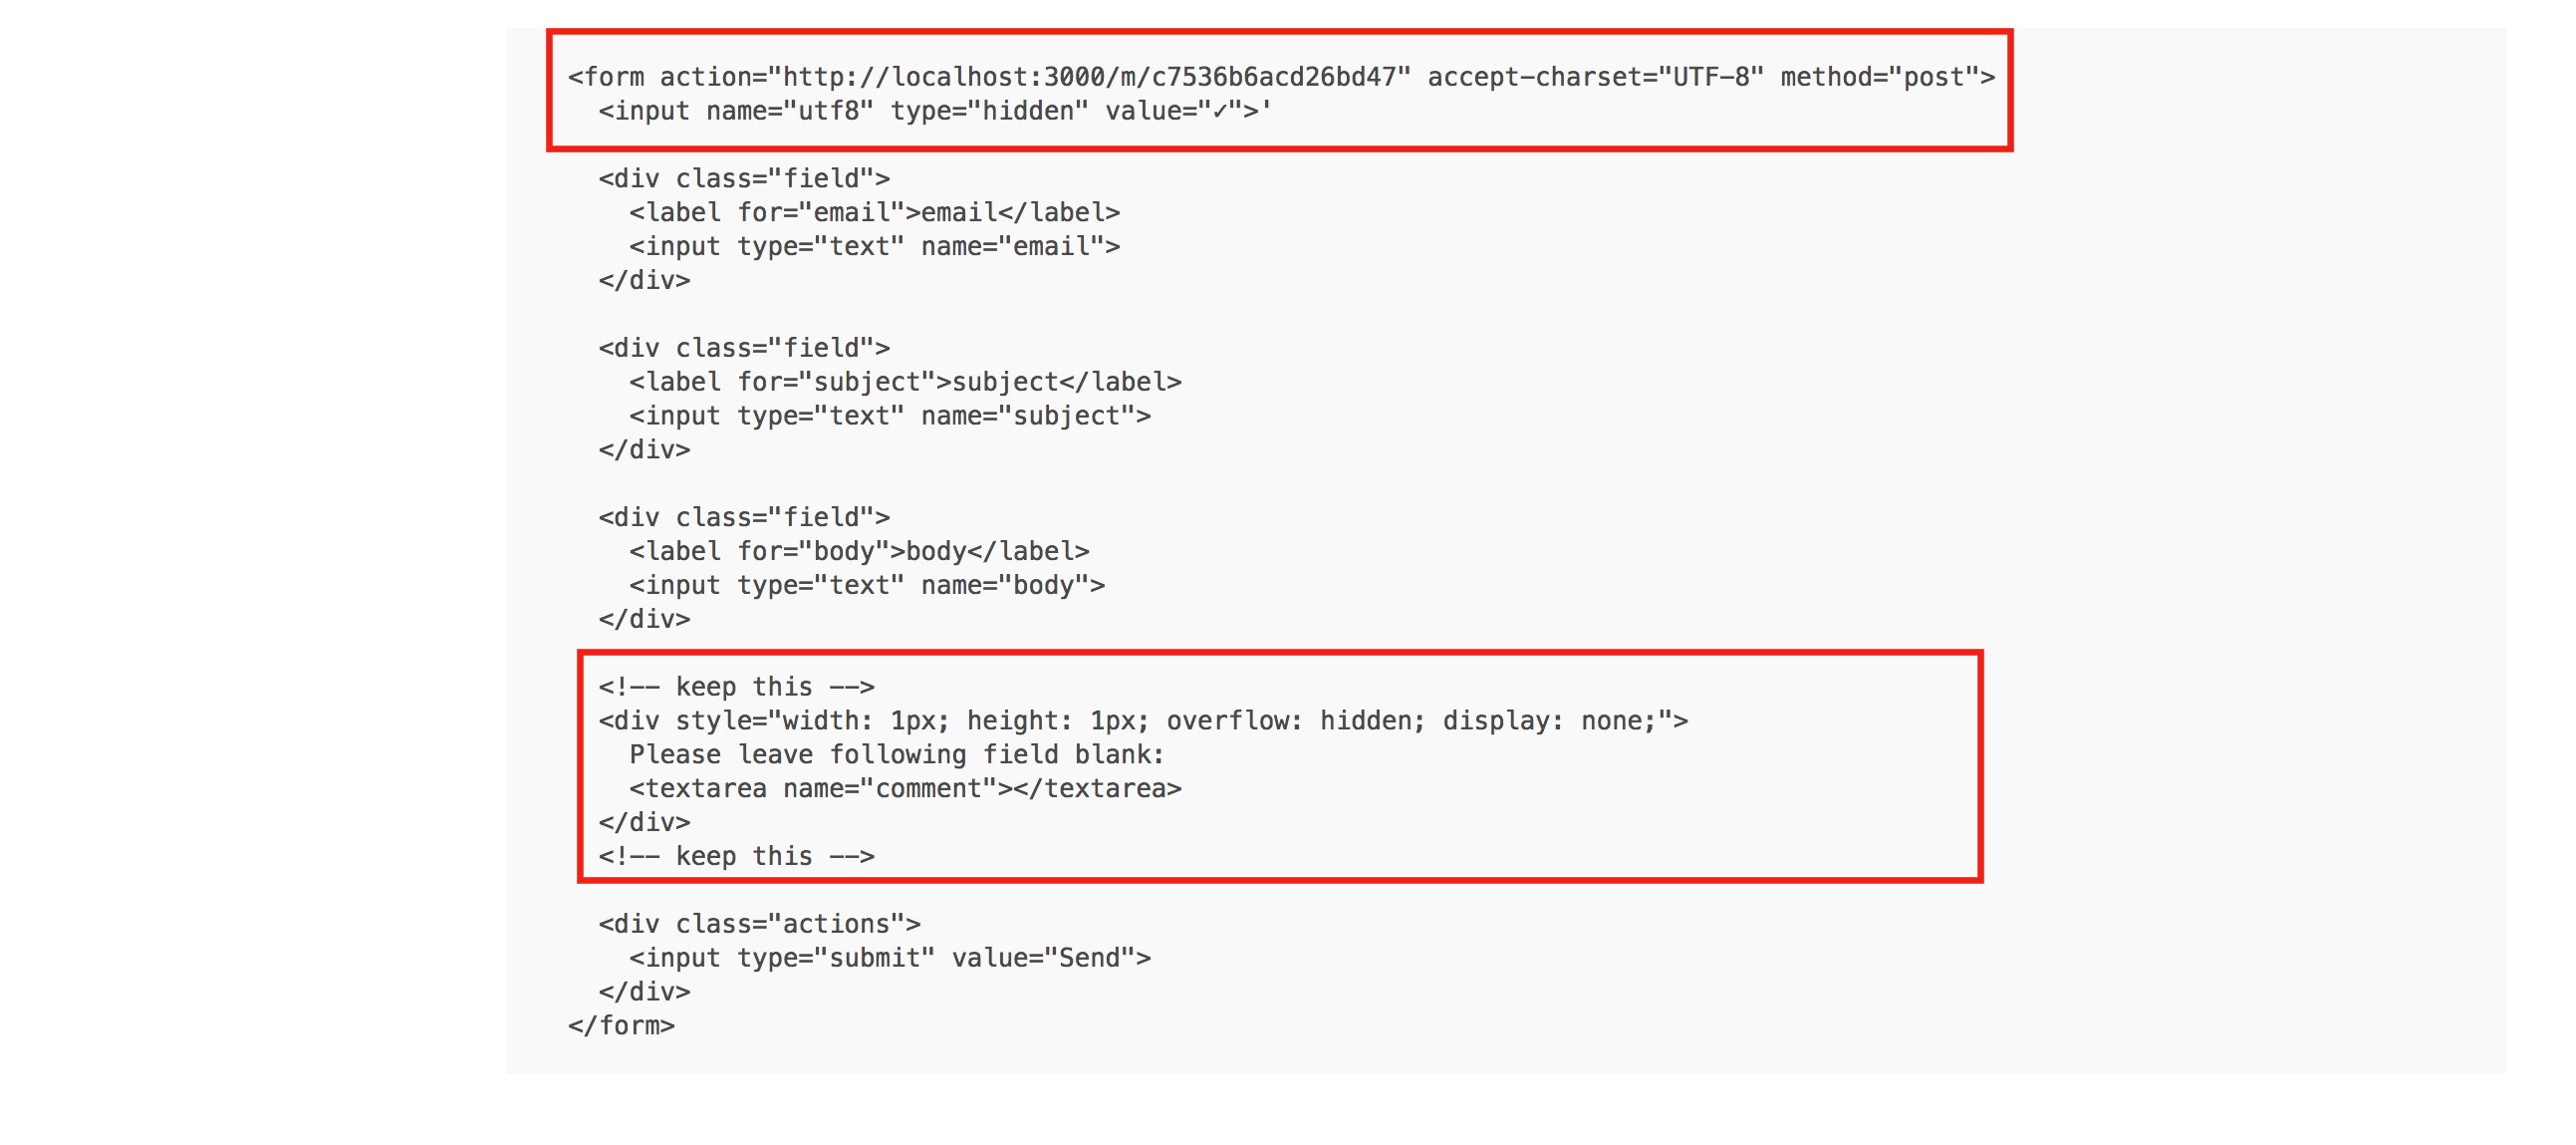 <form action="http://localhost:3000/m/c7536b6acd26bd47" accept-charset="UTF-8" method="post">
  <input name="utf8" type="hidden" value="✓">'

  <div class="field">
    <label for="email">email</label>
    <input type="text" name="email">
  </div>

  <div class="field">
    <label for="subject">subject</label>
    <input type="text" name="subject">
  </div>

  <div class="field">
    <label for="body">body</label>
    <input type="text" name="body">
  </div>

  <!-- keep this -->
  <div style="width: 1px; height: 1px; overflow: hidden; display: none;">
    Please leave following field blank:
    <textarea name="comment"></textarea>
  </div>
  <!-- keep this -->

  <div class="actions">
    <input type="submit" value="Send">
  </div>
</form>